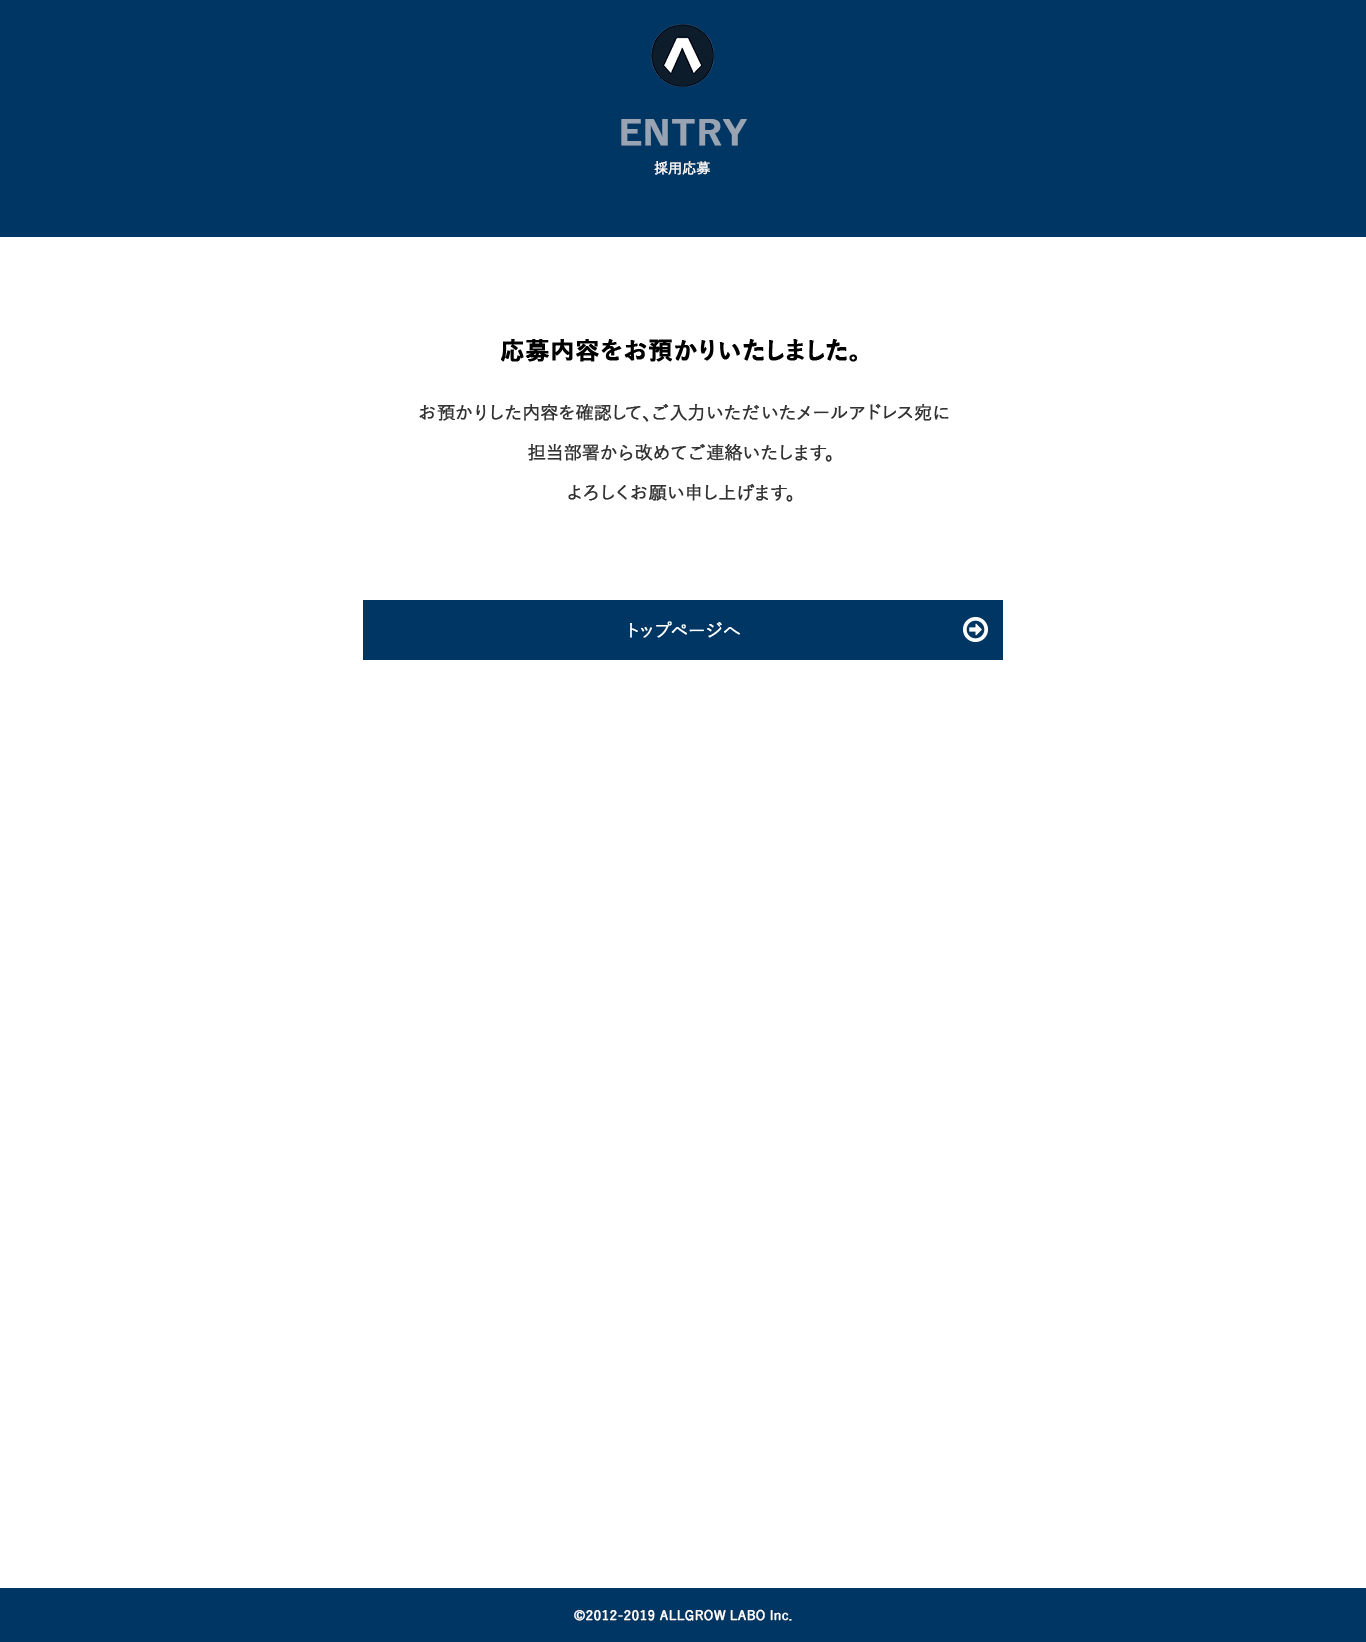 ENTRY
採用応募
応募内容をお預かりいたしました。
お預かりした内容を確認して、ご入力いただいたメールアドレス宛に
担当部署から改めてご連絡いたします。
よろしくお願い申し上げます。
トップページへ
©2012-2019 ALLGROW LABO Inc.